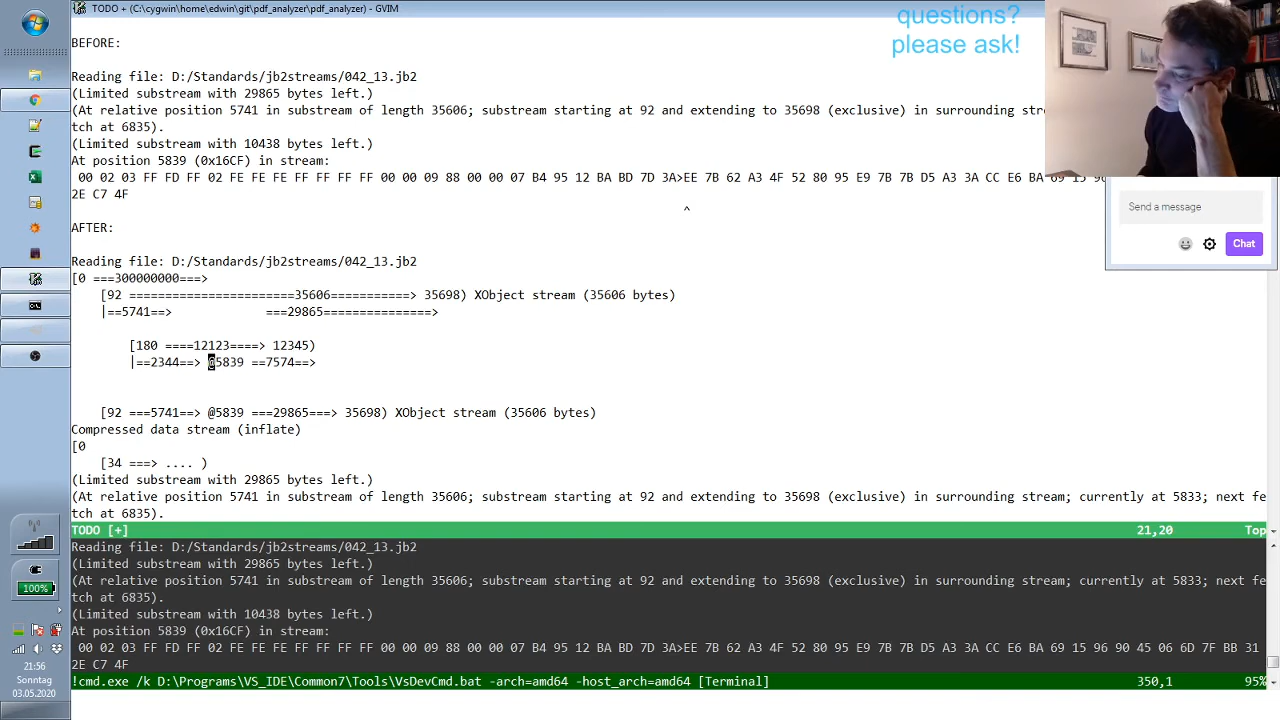 TODO + (C:\cygwin\home\edwin\git\pdf_analyzer\pdf_analyzer) - GVIM
questions?
please ask!
BEFORE:
Reading file: D:/Standards/jb2streams/042_13.jb2
(Limited substream with 29865 bytes left.)
(At relative position 5741 in substream of length 35606; substream starting at 92 and extending to 35698 (exclusive) in surrounding
tch at 6835).
(Limited substream with 10438 bytes left.)
At position 5839 (0x16CF) in stream:
00 02 03 FF FD FF 02 FE FE FE FF FF FF FF 00 00 09 88 00 00 07 B4 95 12 BA BD 7D 3A>EE 7B 62 A3 4F 52 80 95 E9 7B 7B D5 A3 3A CC E6 BA 69 15 96
2E C7 4F
^
Send a message
Chat
AFTER:
Reading file: D:/Standards/jb2streams/042_13.jb2
[0 ===300000000===>
[92 =======================35606===========> 35698) XObject stream (35606 bytes)
|==5741==> ===29865===============>
[180 ====12123====> 12345)
|==2344==> @5839 ==7574==>
[92 ===5741==> @5839 ===29865===> 35698) XObject stream (35606 bytes)
Compressed data stream (inflate)
[0
[34 ===> .... )
(Limited substream with 29865 bytes left.)
(At relative position 5741 in substream of length 35606; substream starting at 92 and extending to 35698 (exclusive) in surrounding stream; currently at 5833; next fe
tch at 6835).
TODO [+] 21,20 Top
Reading file: D:/Standards/jb2streams/042_13.jb2
(Limited substream with 29865 bytes left.)
(At relative position 5741 in substream of length 35606; substream starting at 92 and extending to 35698 (exclusive) in surrounding stream; currently at 5833; next fe
tch at 6835).
(Limited substream with 10438 bytes left.)
At position 5839 (0x16CF) in stream:
00 02 03 FF FD FF 02 FE FE FE FF FF FF FF 00 00 09 88 00 00 07 B4 95 12 BA BD 7D 3A>EE 7B 62 A3 4F 52 80 95 E9 7B 7B D5 A3 3A CC E6 BA 69 15 96 90 45 06 6D 7F BB 31
2E C7 4F
!cmd.exe /k D:\Programs\VS_IDE\Common7\Tools\VsDevCmd.bat -arch=amd64 -host_arch=amd64 [Terminal] 350,1 95%
100%
21:56
Sonntag
03.05.2020